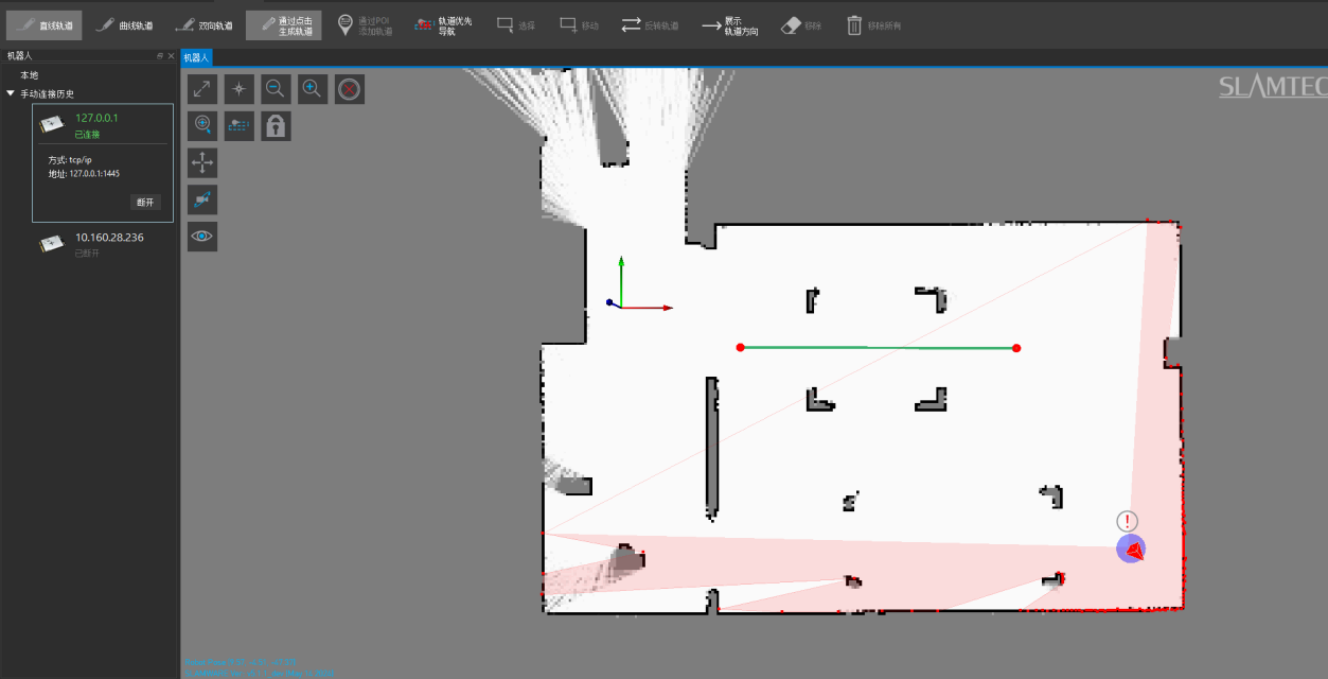 直线轨道
曲线轨道
双向轨道
通过点击
生成轨道
通过POI
添加轨道
轨道优先
导航
选择
移动
反转轨道
展示
轨道方向
移除
移除所有
机器人
机器人
本地
手动连接历史
127.0.0.1
已连接
方式: tcp/ip
地址: 127.0.0.1:1445
断开
10.160.28.236
已断开
SLAMTEC
!